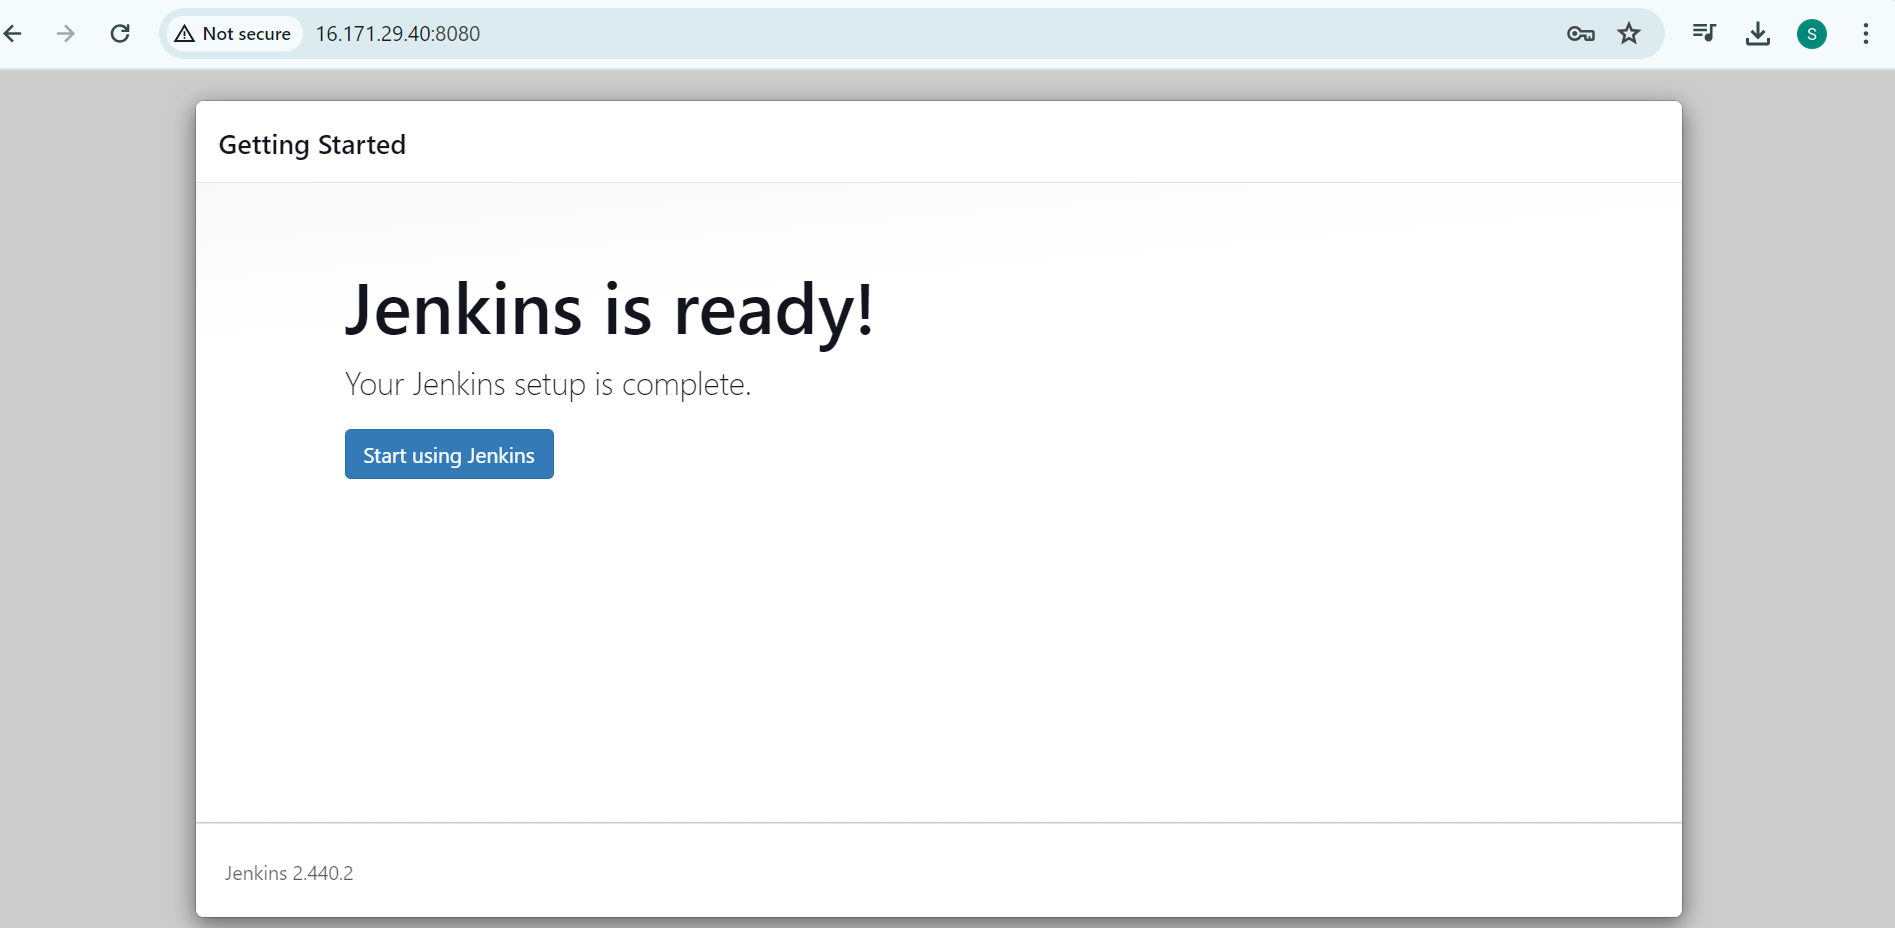 Not secure 16.171.29.40:8080
S
Getting Started
Jenkins is ready!
Your Jenkins setup is complete.
Start using Jenkins
Jenkins 2.440.2